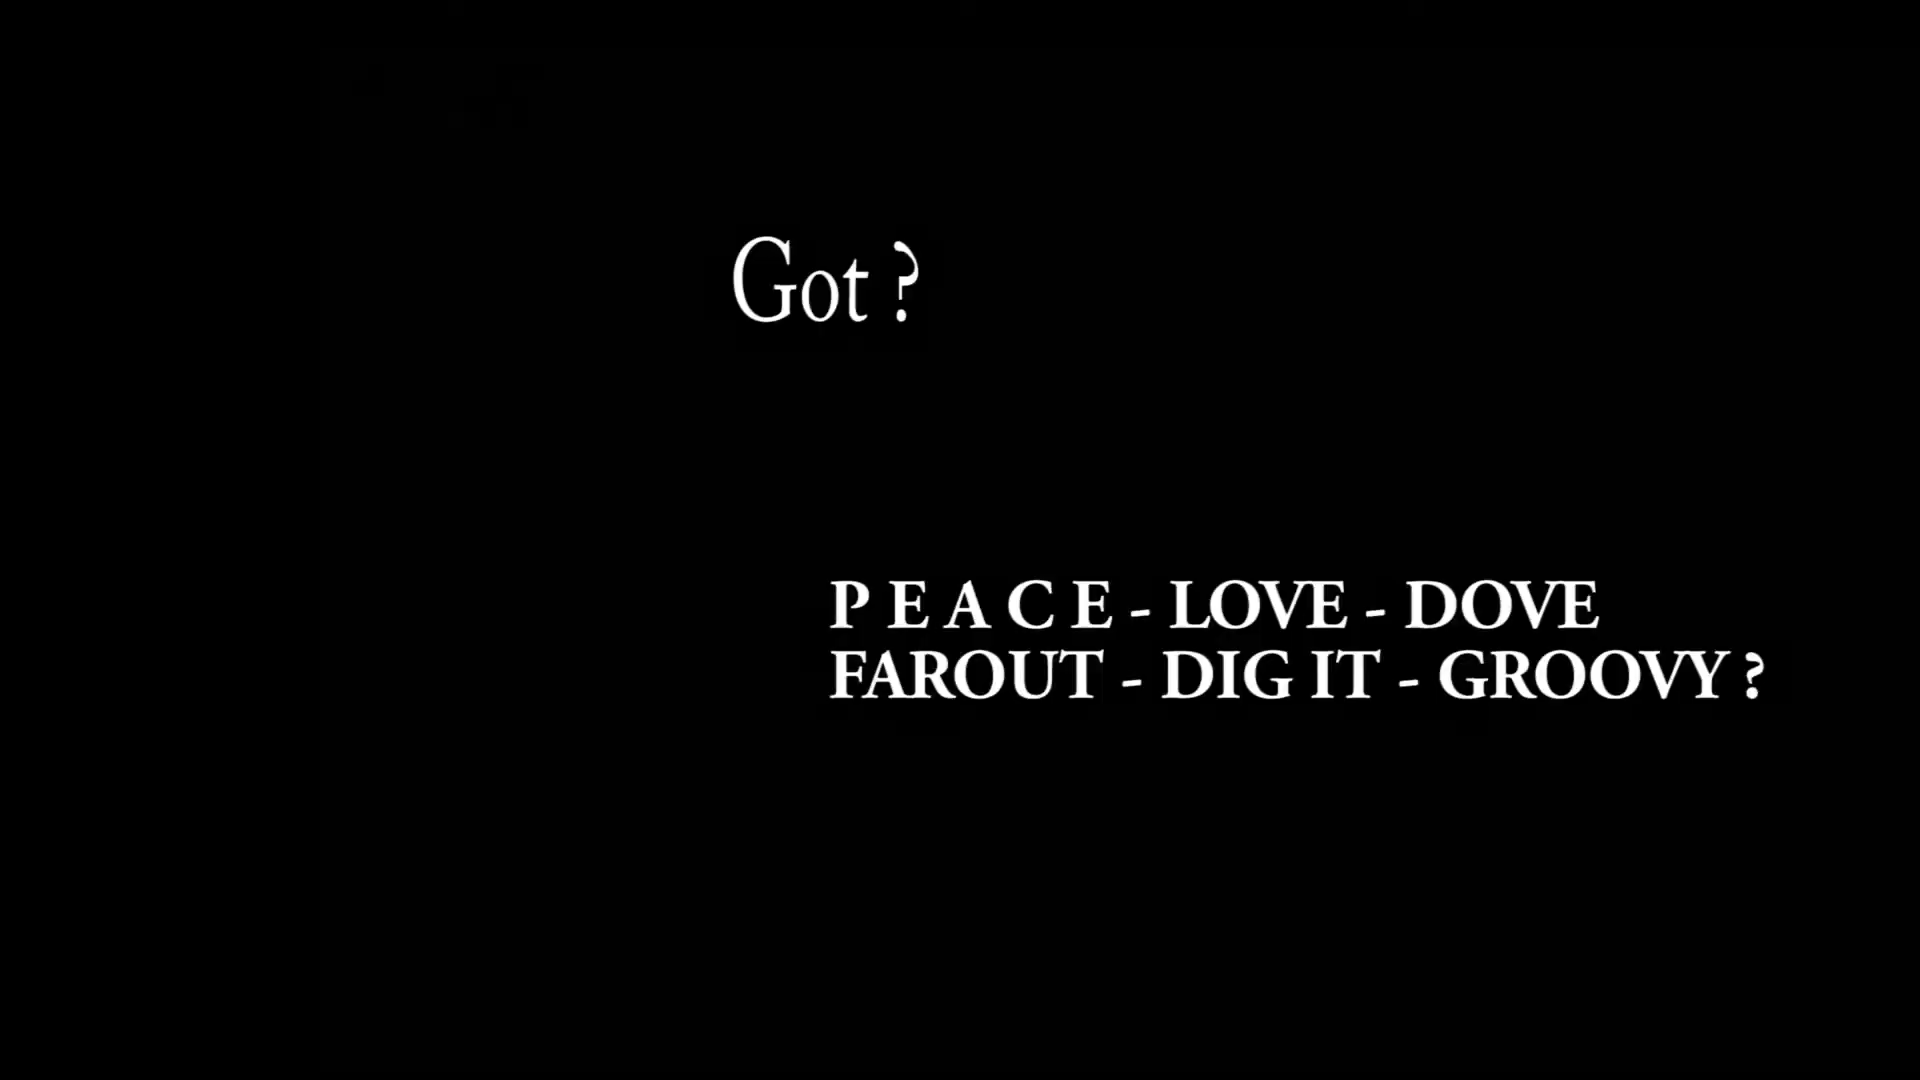 Got ?
P E A C E - LOVE - DOVE
FAROUT - DIG IT - GROOVY ?